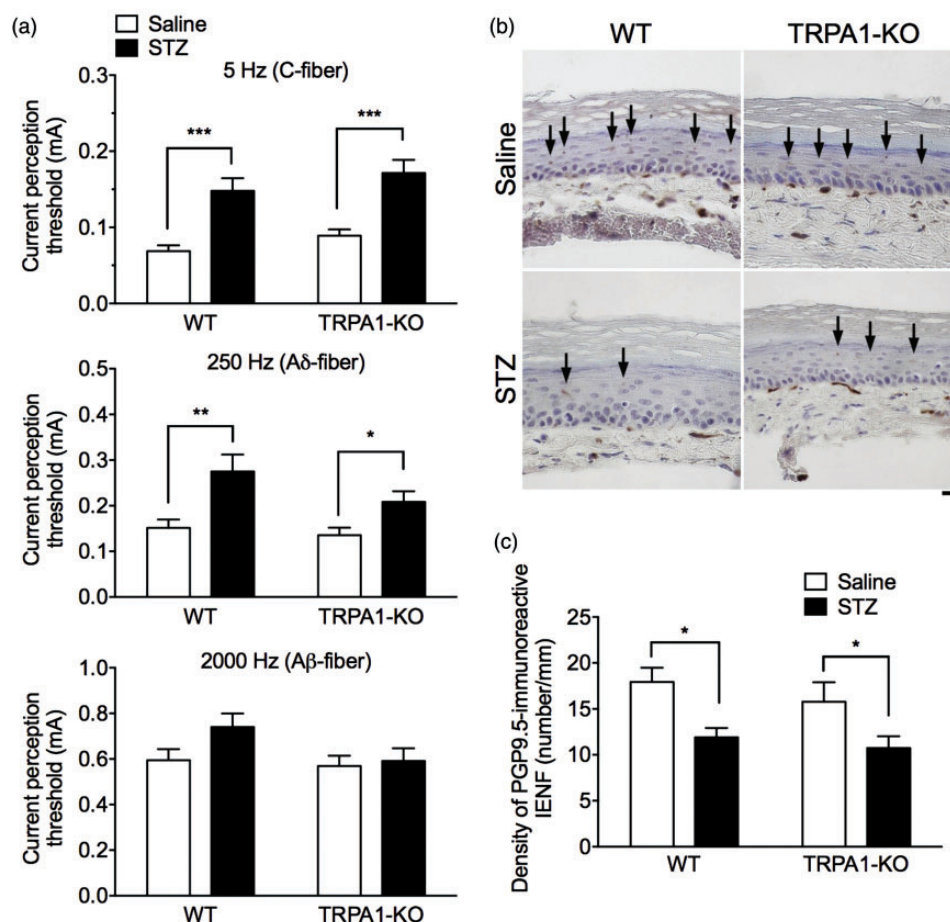 (a)
Saline
STZ
5 Hz (C-fiber)
Current perception
threshold (mA)
0.3
0.2
0.1
0.0
***
***
WT
TRPA1-KO
250 Hz (Aδ-fiber)
Current perception
threshold (mA)
0.5
0.4
0.3
0.2
0.1
0.0
**
*
WT
TRPA1-KO
2000 Hz (Aβ-fiber)
Current perception
threshold (mA)
1.0
0.8
0.6
0.4
0.2
0.0
WT
TRPA1-KO
(b)
WT
TRPA1-KO
Saline
STZ
(c)
Saline
STZ
Density of PGP9.5-immunoreactive
IENF (number/mm)
25
20
15
10
5
0
*
*
WT
TRPA1-KO